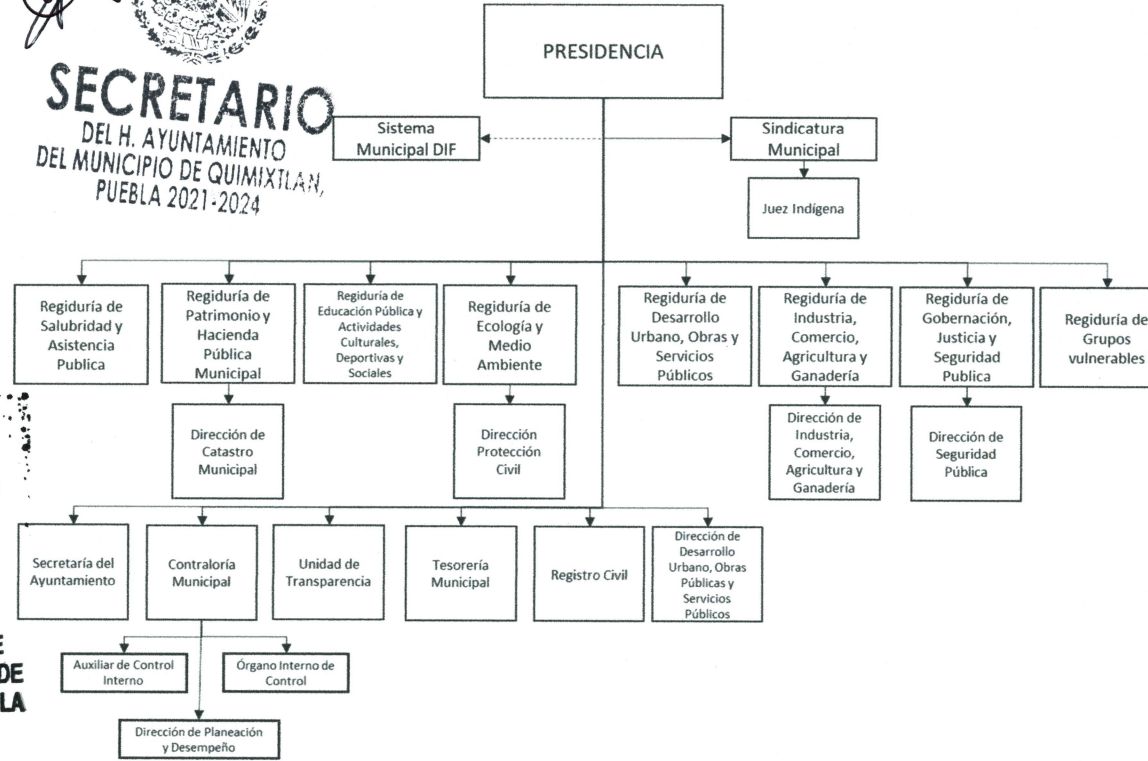 SECRETARIO
DEL H. AYUNTAMIENTO
DEL MUNICIPIO DE QUIMIXTLAN,
PUEBLA 2021-2024
PRESIDENCIA
Sistema
Municipal DIF
Sindicatura
Municipal
Juez Indígena
Regiduría de
Salubridad y
Asistencia
Publica
Regiduría de
Patrimonio y
Hacienda
Pública
Municipal
Regiduría de
Educación Pública y
Actividades
Culturales,
Deportivas y
Sociales
Regiduría de
Ecología y
Medio
Ambiente
Regiduría de
Desarrollo
Urbano, Obras y
Servicios
Públicos
Regiduría de
Industria,
Comercio,
Agricultura y
Ganadería
Regiduría de
Gobernación,
Justicia y
Seguridad
Publica
Regiduría de
Grupos
vulnerables
Dirección de
Catastro
Municipal
Dirección
Protección
Civil
Dirección de
Industria,
Comercio,
Agricultura y
Ganadería
Dirección de
Seguridad
Pública
Secretaría del
Ayuntamiento
Contraloría
Municipal
Unidad de
Transparencia
Tesorería
Municipal
Registro Civil
Dirección de
Desarrollo
Urbano, Obras
Públicas y
Servicios
Públicos
Auxiliar de Control
Interno
Órgano Interno de
Control
Dirección de Planeación
y Desempeño
E
DE
LA